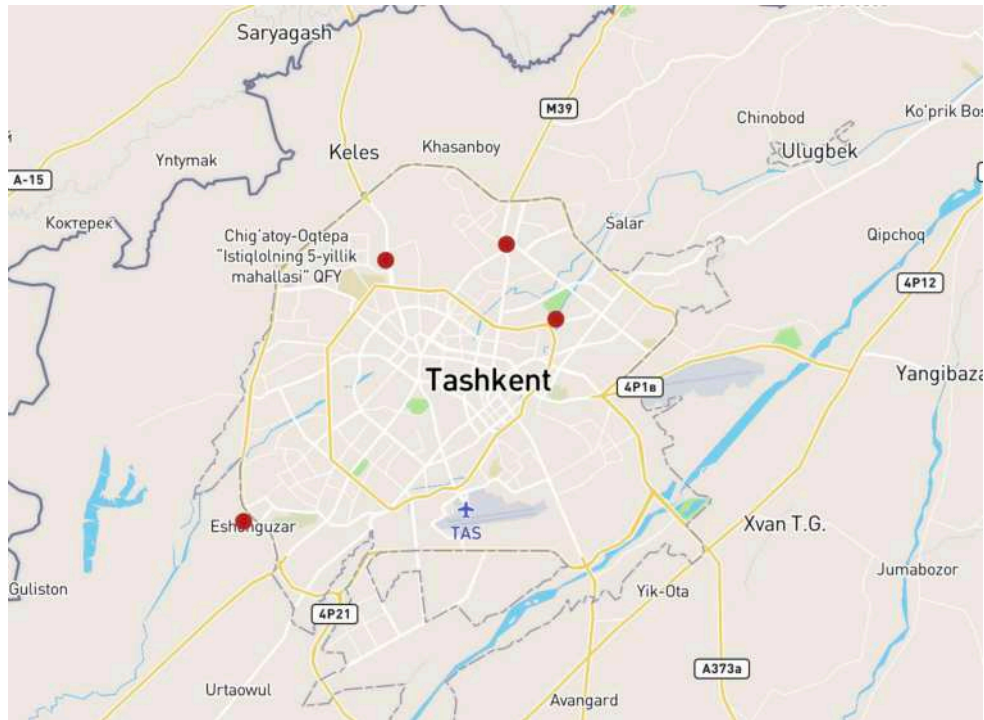 Saryagash
M39
Chinobod
Ko'prik Bos
Khasanboy
Keles
Ulugbek
Yntymak
A-15
Коктерек
Salar
Chig'atoy-Oqtepa
"Istiqlolning 5-yillik
mahallasi" QFY
Qipchoq
4P12
Tashkent
4P1в
Yangibaza
Eshonguzar
TAS
Xvan T.G.
Guliston
Jumabozor
Yik-Ota
4P21
A373a
Urtaowul
Avangard